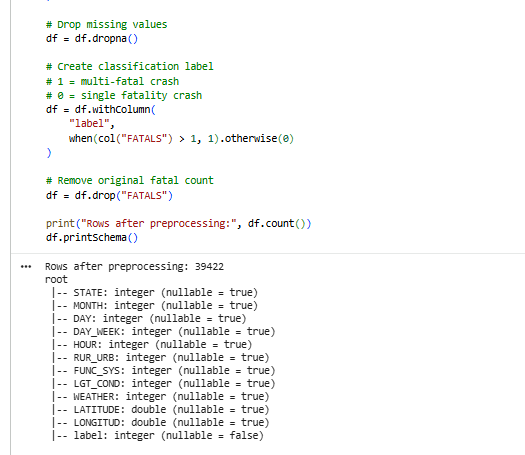 # Drop missing values
df = df.dropna()
# Create classification label
# 1 = multi-fatal crash
# 0 = single fatality crash
df = df.withColumn(
    "label",
    when(col("FATALS") > 1, 1).otherwise(0)
)
# Remove original fatal count
df = df.drop("FATALS")
print("Rows after preprocessing:", df.count())
df.printSchema()
••• Rows after preprocessing: 39422
root
 |-- STATE: integer (nullable = true)
 |-- MONTH: integer (nullable = true)
 |-- DAY: integer (nullable = true)
 |-- DAY_WEEK: integer (nullable = true)
 |-- HOUR: integer (nullable = true)
 |-- RUR_URB: integer (nullable = true)
 |-- FUNC_SYS: integer (nullable = true)
 |-- LGT_COND: integer (nullable = true)
 |-- WEATHER: integer (nullable = true)
 |-- LATITUDE: double (nullable = true)
 |-- LONGITUD: double (nullable = true)
 |-- label: integer (nullable = false)